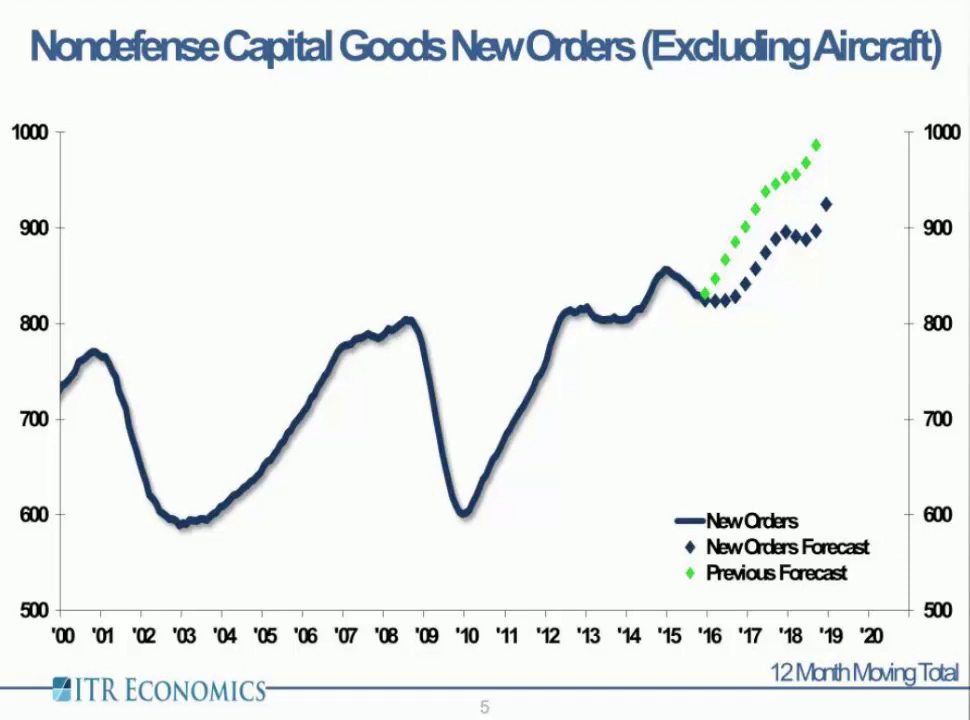 Nondefense Capital Goods New Orders (Excluding Aircraft)
1000 1000
900 900
800 800
700 700
600 600
New Orders
New Orders Forecast
Previous Forecast
500 500
'00 '01 '02 '03 '04 '05 '06 '07 '08 '09 '10 '11 '12 '13 '14 '15 '16 '17 '18 '19 '20
12 Month Moving Total
ITR ECONOMICS
5